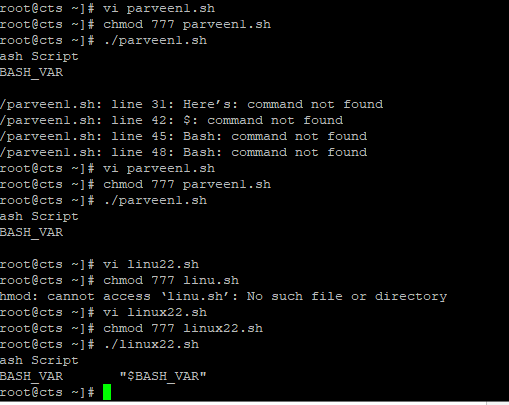 root@cts ~]# vi parveen1.sh
root@cts ~]# chmod 777 parveen1.sh
root@cts ~]# ./parveen1.sh
ash Script
BASH_VAR
/parveen1.sh: line 31: Here’s: command not found
/parveen1.sh: line 42: $: command not found
/parveen1.sh: line 45: Bash: command not found
/parveen1.sh: line 48: Bash: command not found
root@cts ~]# vi parveen1.sh
root@cts ~]# chmod 777 parveen1.sh
root@cts ~]# ./parveen1.sh
ash Script
BASH_VAR
root@cts ~]# vi linu22.sh
root@cts ~]# chmod 777 linu.sh
hmod: cannot access ‘linu.sh’: No such file or directory
root@cts ~]# vi linux22.sh
root@cts ~]# chmod 777 linux22.sh
root@cts ~]# ./linux22.sh
ash Script
BASH_VAR "$BASH_VAR"
root@cts ~]#